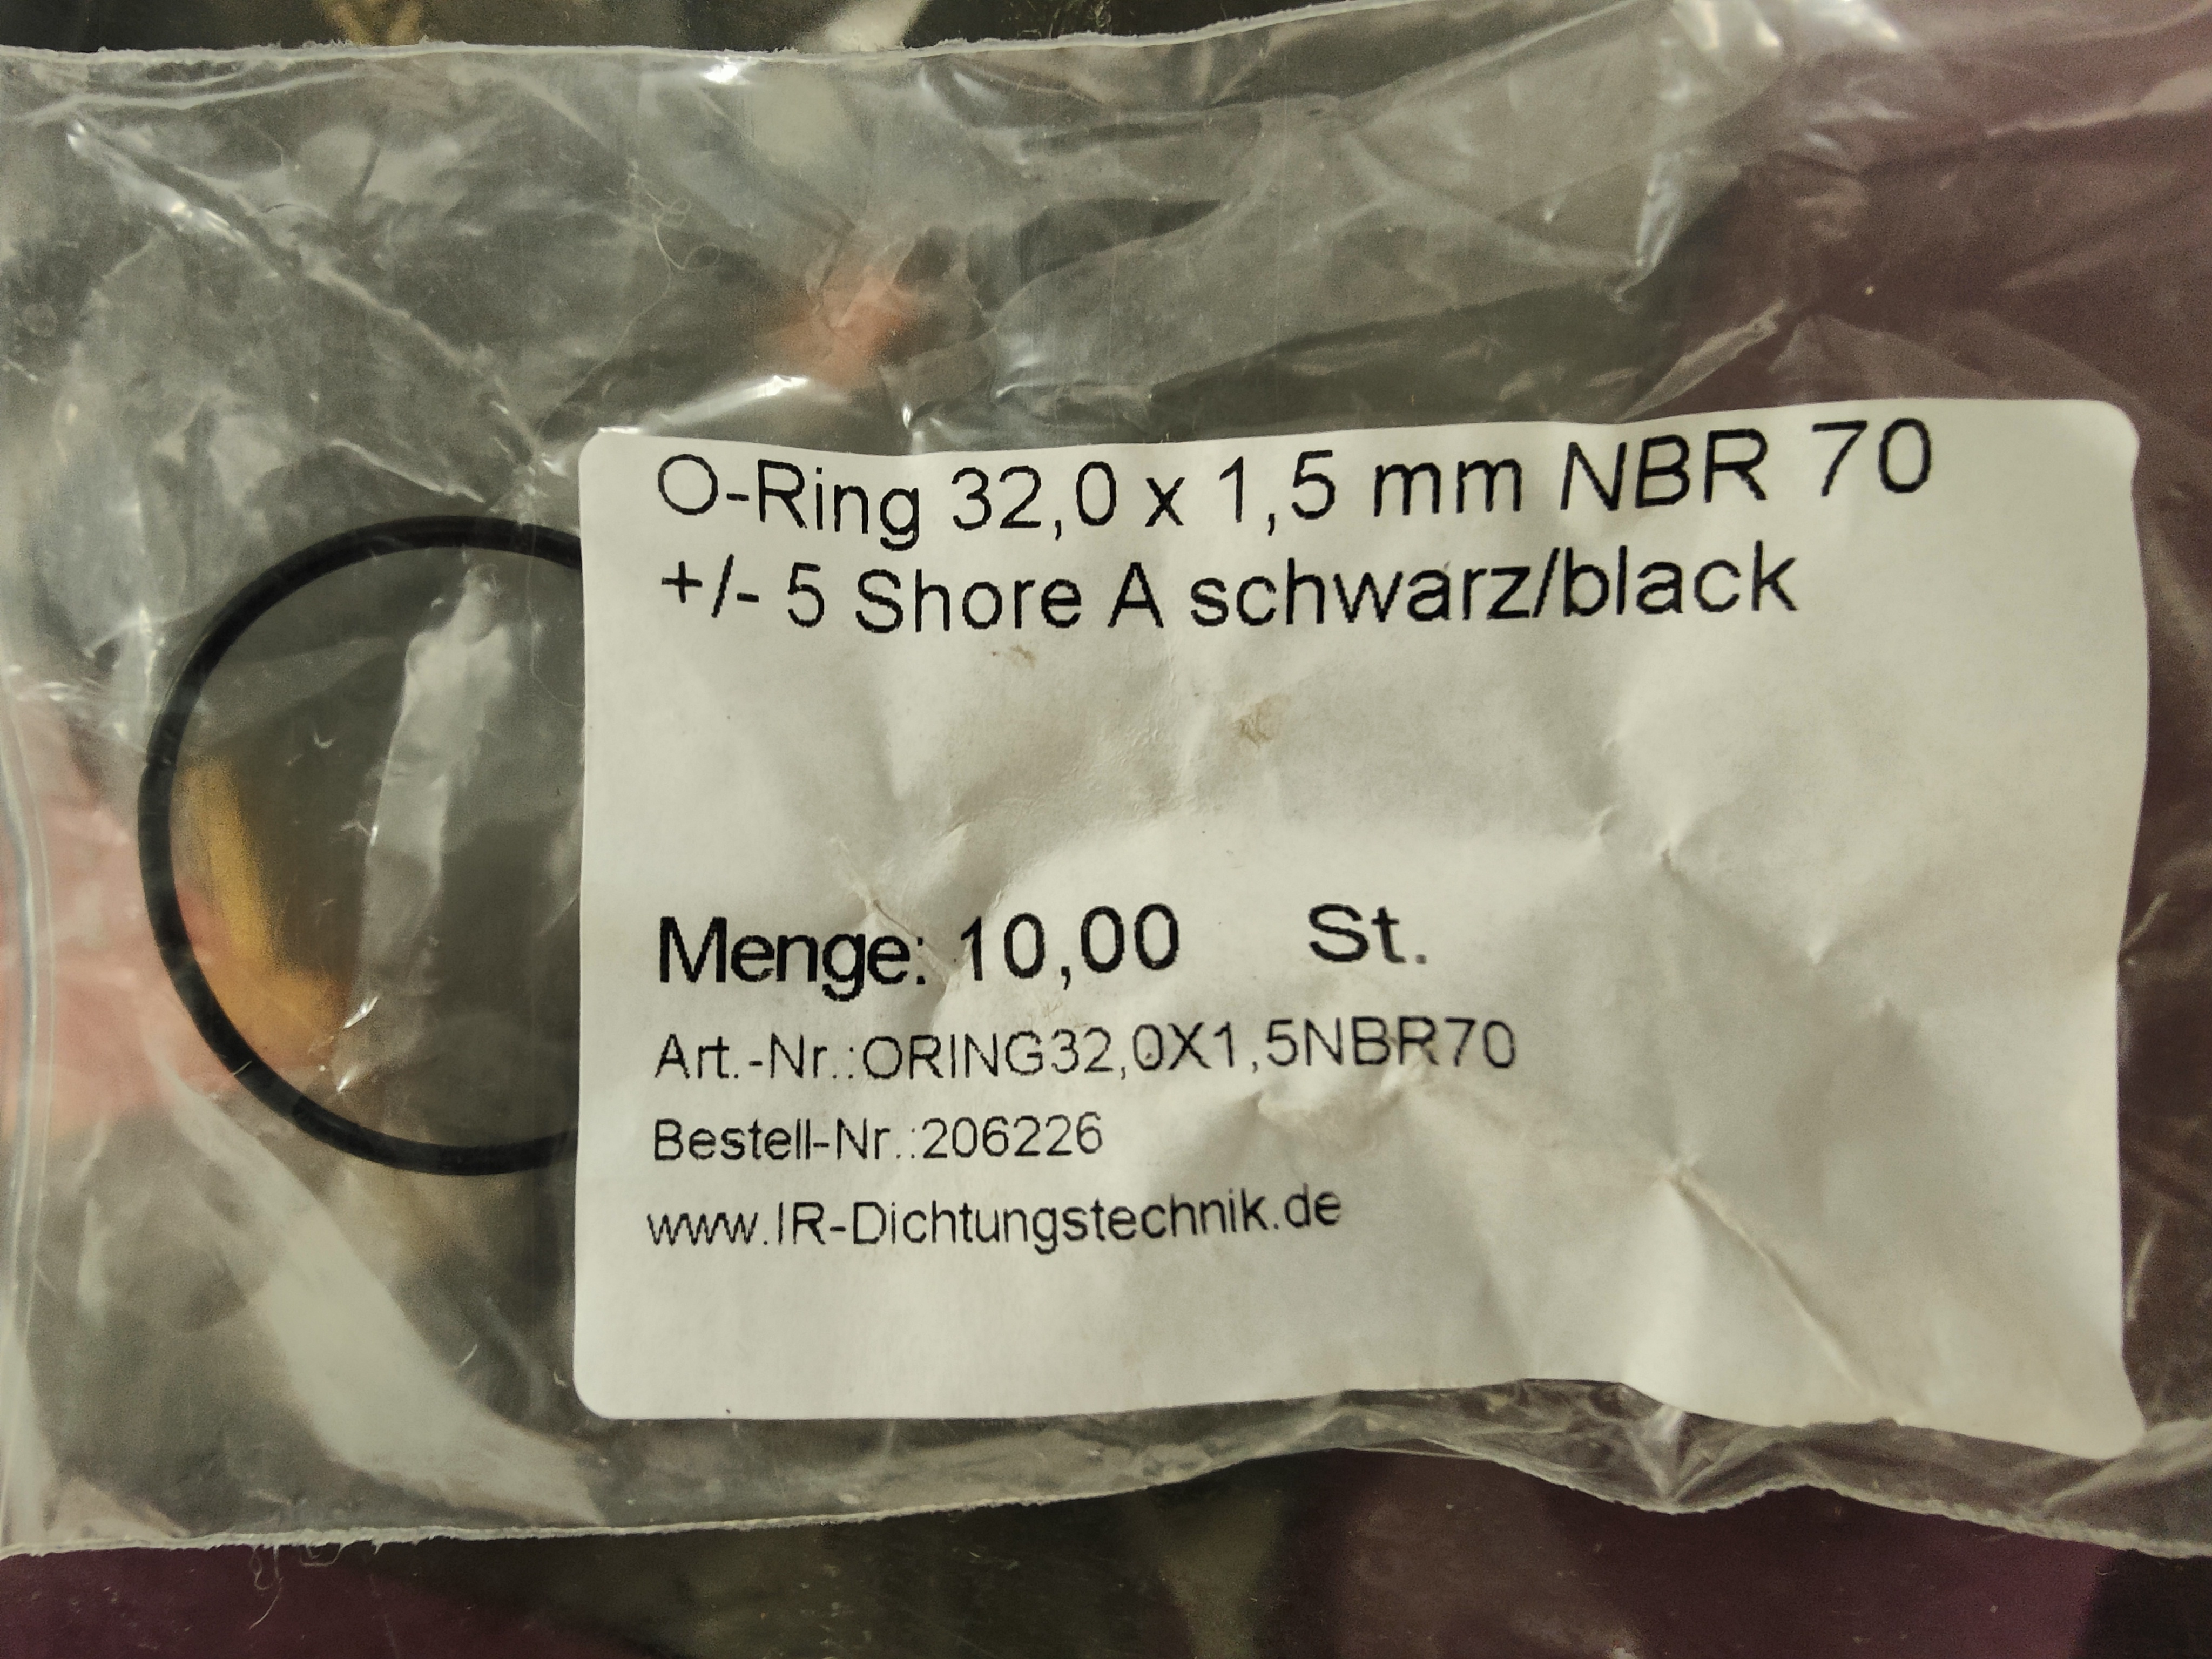 O-Ring 32,0 x 1,5 mm NBR 70
+/- 5 Shore A schwarz/black
Menge: 10,00 St.
Art.-Nr.:ORING32,0X1,5NBR70
Bestell-Nr.:206226
www.IR-Dichtungstechnik.de